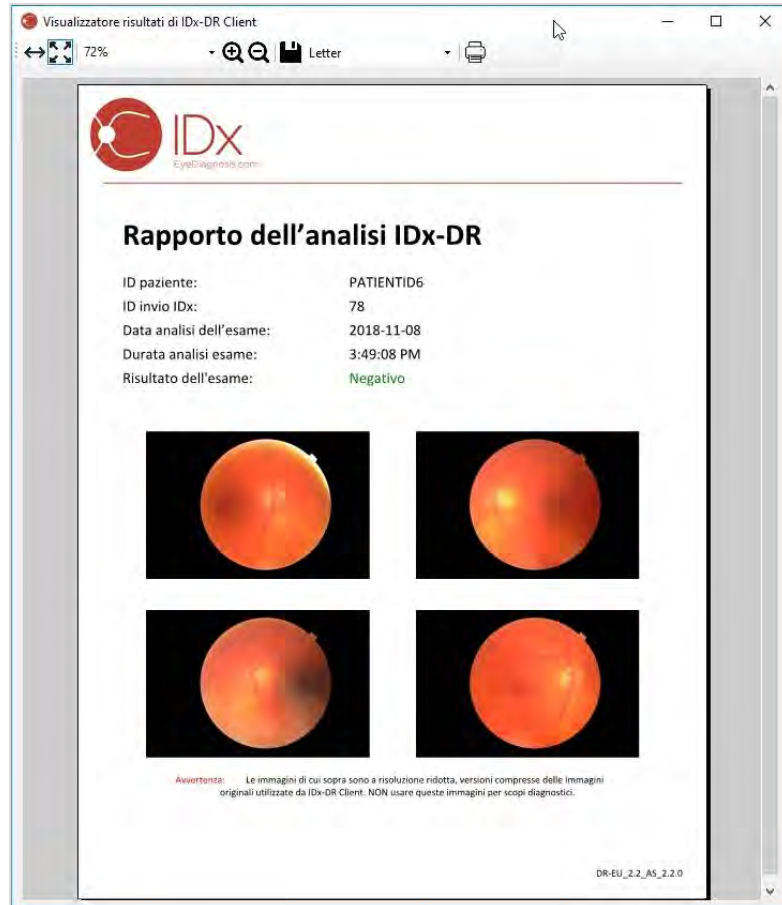 Visualizzatore risultati di IDx-DR Client
72%
Letter
IDx
EyeDiagnosis.com
Rapporto dell'analisi IDx-DR
ID paziente: PATIENTID6
ID invio IDx: 78
Data analisi dell'esame: 2018-11-08
Durata analisi esame: 3:49:08 PM
Risultato dell'esame: Negativo
Avvertenza: Le immagini di cui sopra sono a risoluzione ridotta, versioni compresse delle immagini
originali utilizzate da IDx-DR Client. NON usare queste immagini per scopi diagnostici.
DR-EU_2.2_AS_2.2.0